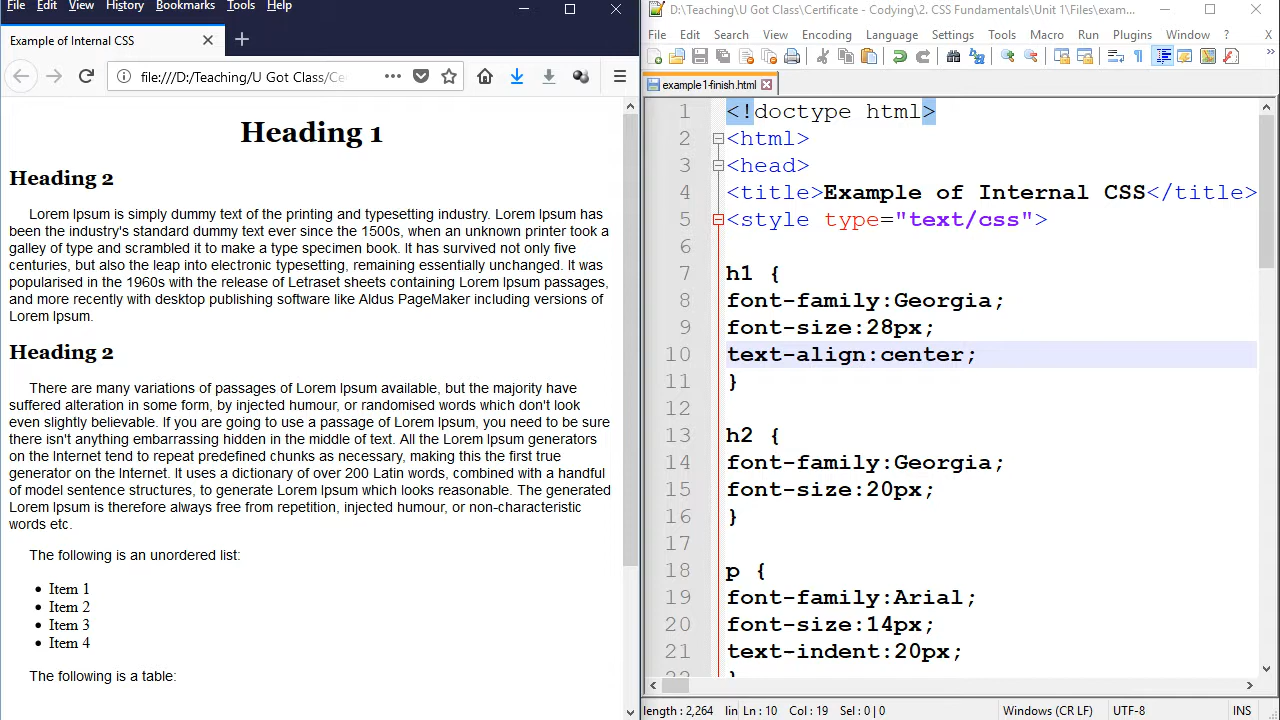 File Edit View History Bookmarks Tools Help
Example of Internal CSS
file:///D:/Teaching/U Got Class/Ce
Heading 1
Heading 2
Lorem Ipsum is simply dummy text of the printing and typesetting industry. Lorem Ipsum has
been the industry's standard dummy text ever since the 1500s, when an unknown printer took a
galley of type and scrambled it to make a type specimen book. It has survived not only five
centuries, but also the leap into electronic typesetting, remaining essentially unchanged. It was
popularised in the 1960s with the release of Letraset sheets containing Lorem Ipsum passages,
and more recently with desktop publishing software like Aldus PageMaker including versions of
Lorem Ipsum.
Heading 2
There are many variations of passages of Lorem Ipsum available, but the majority have
suffered alteration in some form, by injected humour, or randomised words which don't look
even slightly believable. If you are going to use a passage of Lorem Ipsum, you need to be sure
there isn't anything embarrassing hidden in the middle of text. All the Lorem Ipsum generators
on the Internet tend to repeat predefined chunks as necessary, making this the first true
generator on the Internet. It uses a dictionary of over 200 Latin words, combined with a handful
of model sentence structures, to generate Lorem Ipsum which looks reasonable. The generated
Lorem Ipsum is therefore always free from repetition, injected humour, or non-characteristic
words etc.
The following is an unordered list:
• Item 1
• Item 2
• Item 3
• Item 4
The following is a table:
D:\Teaching\U Got Class\Certificate - Codying\2. CSS Fundamentals\Unit 1\Files\exam...
File Edit Search View Encoding Language Settings Tools Macro Run Plugins Window ? X
example1-finish.html
1 <!doctype html>
2 <html>
3 <head>
4 <title>Example of Internal CSS</title>
5 <style type="text/css">
6
7 h1 {
8 font-family:Georgia;
9 font-size:28px;
10 text-align:center;
11 }
12
13 h2 {
14 font-family:Georgia;
15 font-size:20px;
16 }
17
18 p {
19 font-family:Arial;
20 font-size:14px;
21 text-indent:20px;
length : 2,264 lin Ln : 10 Col : 19 Sel : 0 | 0 Windows (CR LF) UTF-8 INS